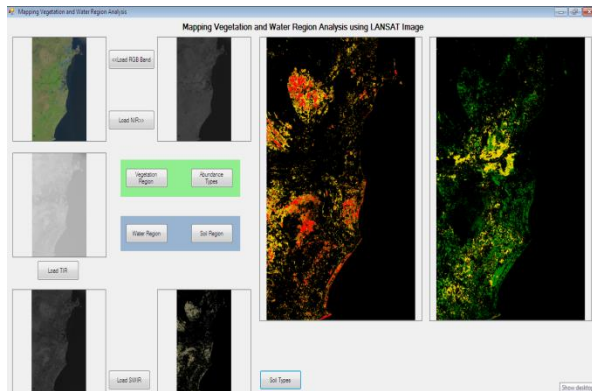 Mapping Vegetation and Water Region Analysis
Mapping Vegetation and Water Region Analysis using LANSAT Image
<<Load RGB Band
Load NIR>>
Vegetation Region
Abundance Types
Water Region
Soil Region
Load TIR
Load SWIR
Soil Types
Show desktop